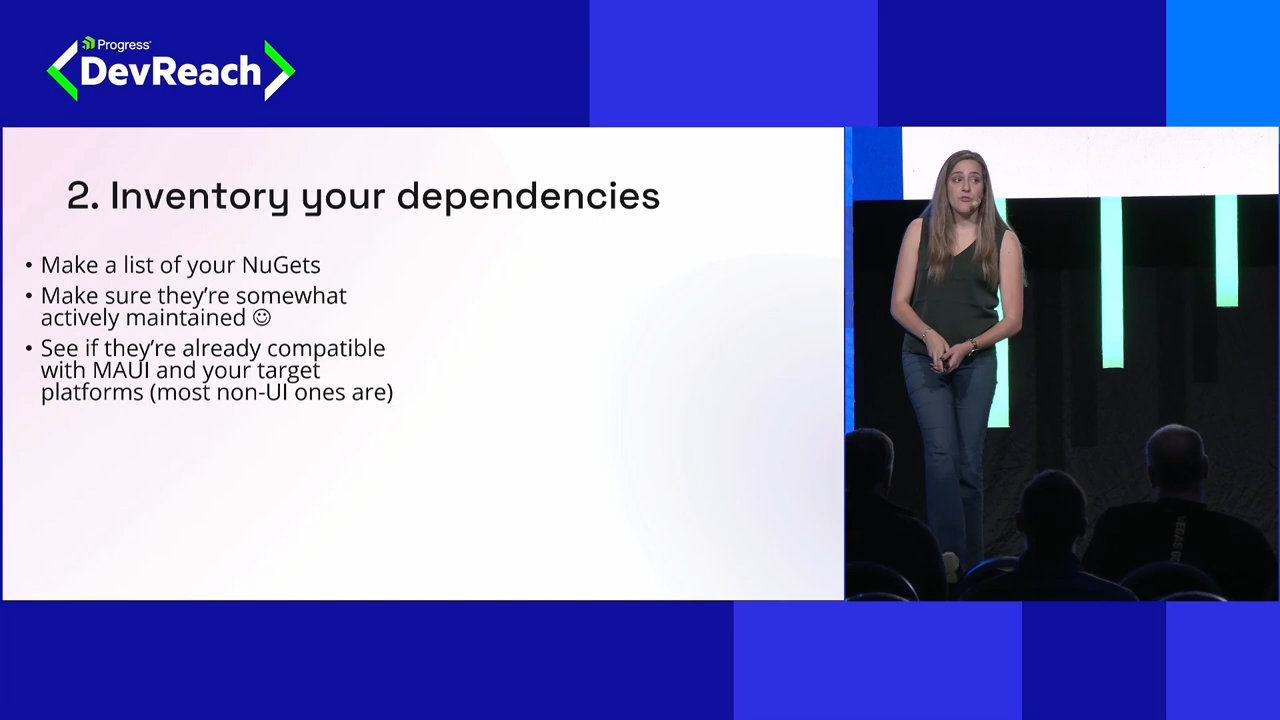 Progress
DevReach
2. Inventory your dependencies
• Make a list of your NuGets
• Make sure they're somewhat
actively maintained ☺
• See if they're already compatible
with MAUI and your target
platforms (most non-UI ones are)
VEGAS